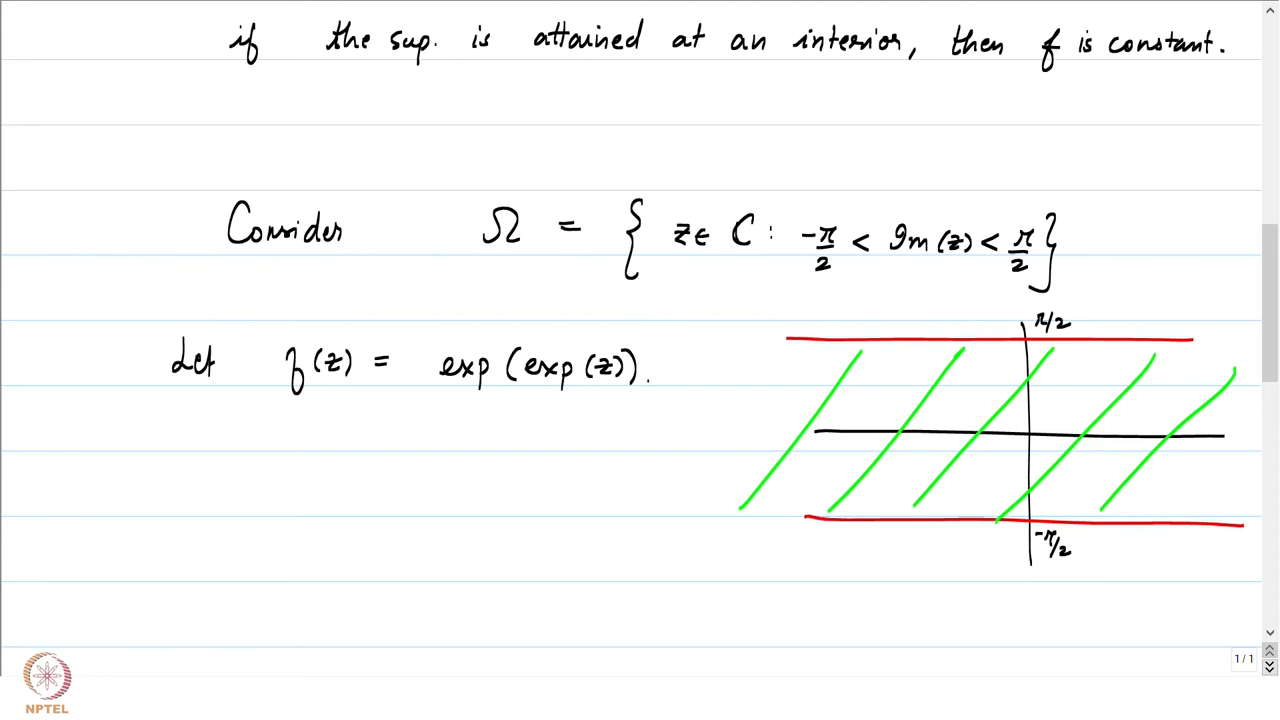 if the sup. is attained at an interior, then f is constant.
Consider Ω = { z ∈ C : -π/2 < Im(z) < π/2 }
π/2
Let f(z) = exp(exp(z)).
-π/2
1 / 1
NPTEL